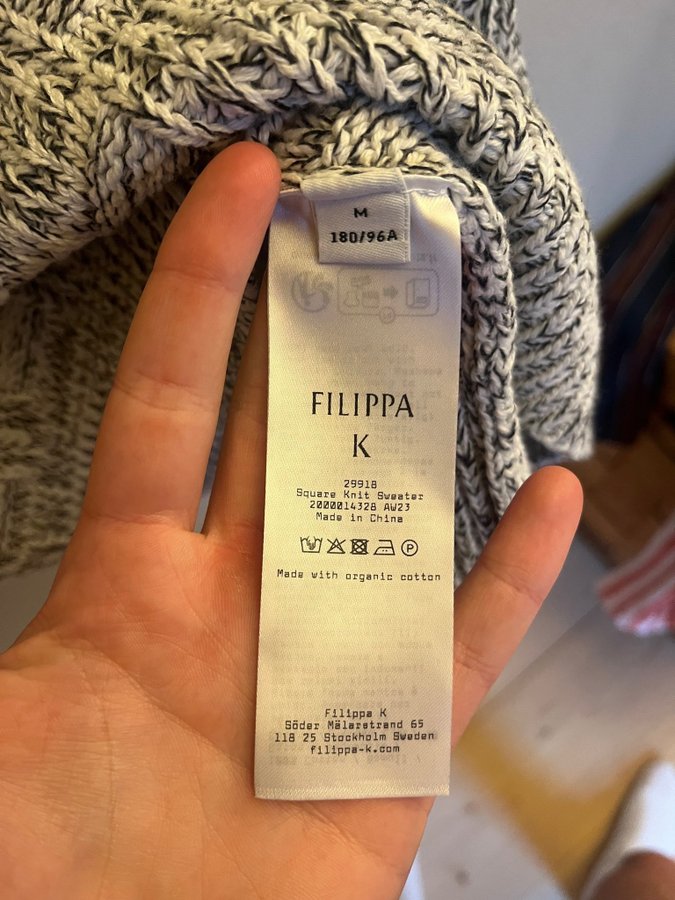 M
180/96A
FILIPPA
K
29918
Square Knit Sweater
2000014328 AW23
Made in China
Made with organic cotton
Filippa K
Söder Mälarstrand 65
118 25 Stockholm Sweden
filippa-k.com